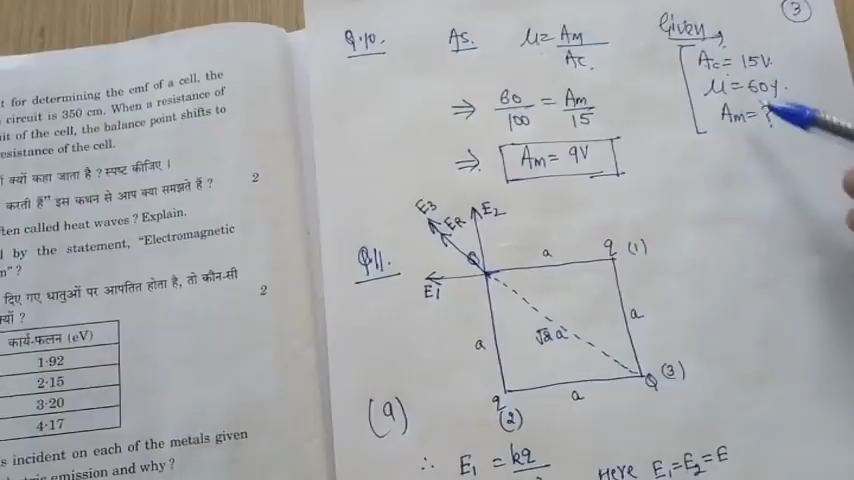 t for determining the emf of a cell, the
circuit is 350 cm. When a resistance of
it of the cell, the balance point shifts to
esistance of the cell.
क्यों कहा जाता है ? स्पष्ट कीजिए ।
करती हैं" इस कथन से आप क्या समझते हैं ?
2
ten called heat waves ? Explain.
by the statement, "Electromagnetic
n" ?
दिए गए धातुओं पर आपतित होता है, तो कौन-सी
क्यों ?
2
कार्य-फलन (eV)
1·92
2·15
3·20
4·17
s incident on each of the metals given
emission and why ?
3
Q.10. As. μ = Am/Ac
Given
Ac = 15V.
μ = 60%.
Am = ?
⇒ 60/100 = Am/15
⇒ Am = 9V
Q11.
E3
ER
E2
E1
Q
a
q (1)
a
a
√2a
Q (3)
q
(2)
a
(a)
∴ E1 = kq
Here E1=E2=E